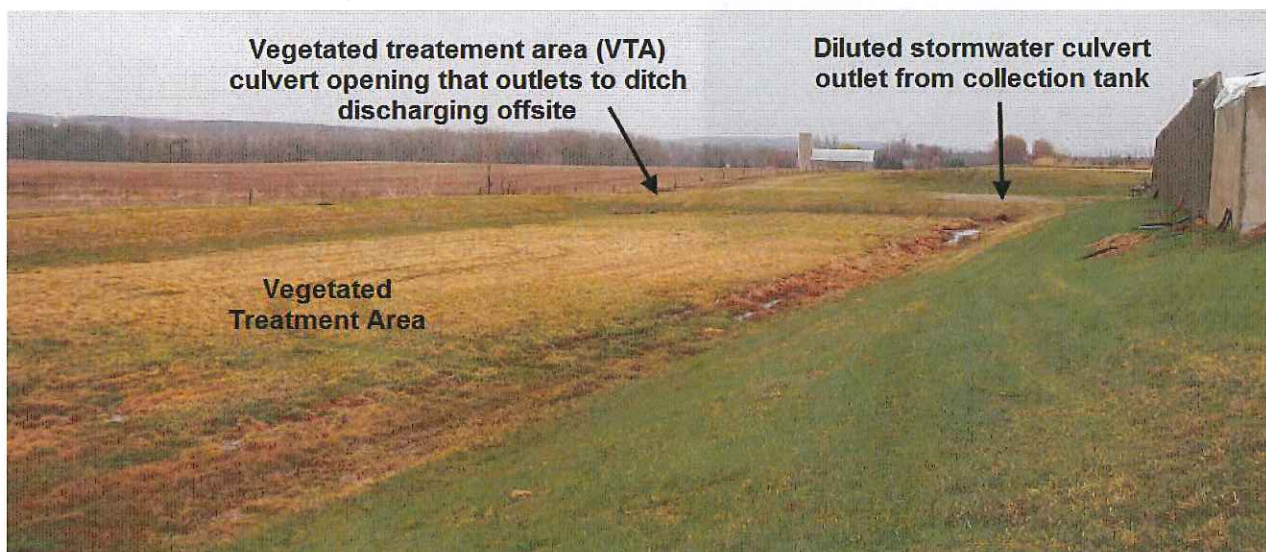 Vegetated treatement area (VTA)
culvert opening that outlets to ditch
discharging offsite
Diluted stormwater culvert
outlet from collection tank
Vegetated
Treatment Area